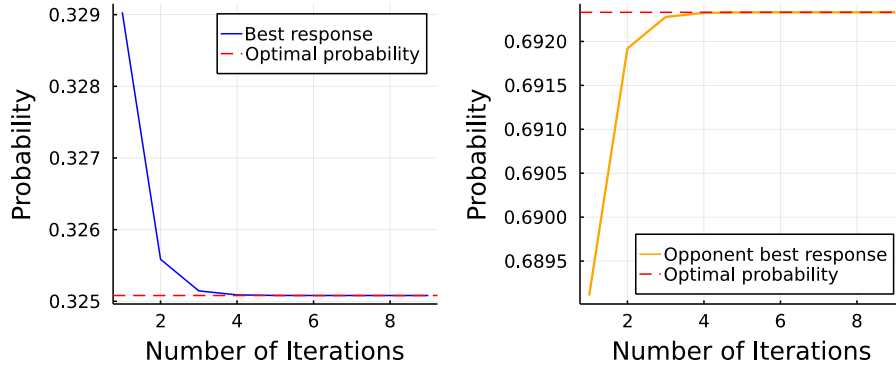 0.329
0.328
0.327
0.326
0.325
Probability
Best response
Optimal probability
2 4 6 8
Number of Iterations
0.6920
0.6915
0.6910
0.6905
0.6900
0.6895
Probability
Opponent best response
Optimal probability
2 4 6 8
Number of Iterations